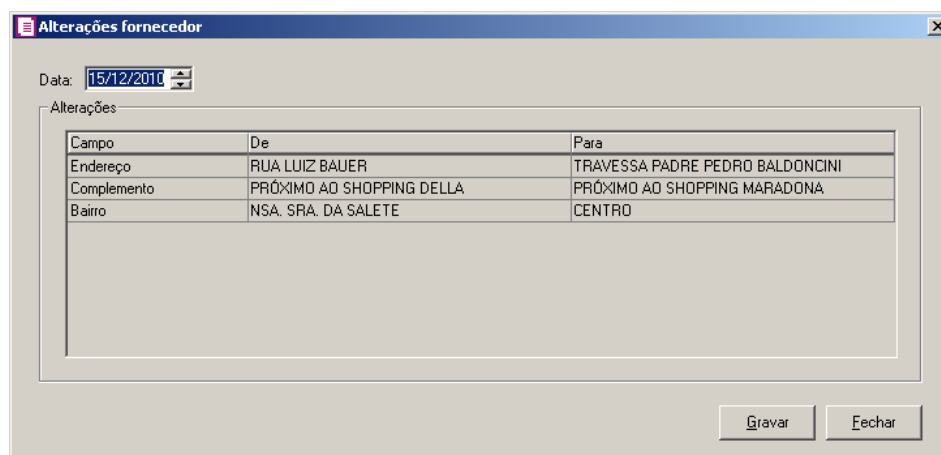 Alterações fornecedor
Data: 15/12/2010
Alterações
Campo De Para
Endereço RUA LUIZ BAUER TRAVESSA PADRE PEDRO BALDONCINI
Complemento PRÓXIMO AO SHOPPING DELLA PRÓXIMO AO SHOPPING MARADONA
Bairro NSA. SRA. DA SALETE CENTRO
Gravar Fechar